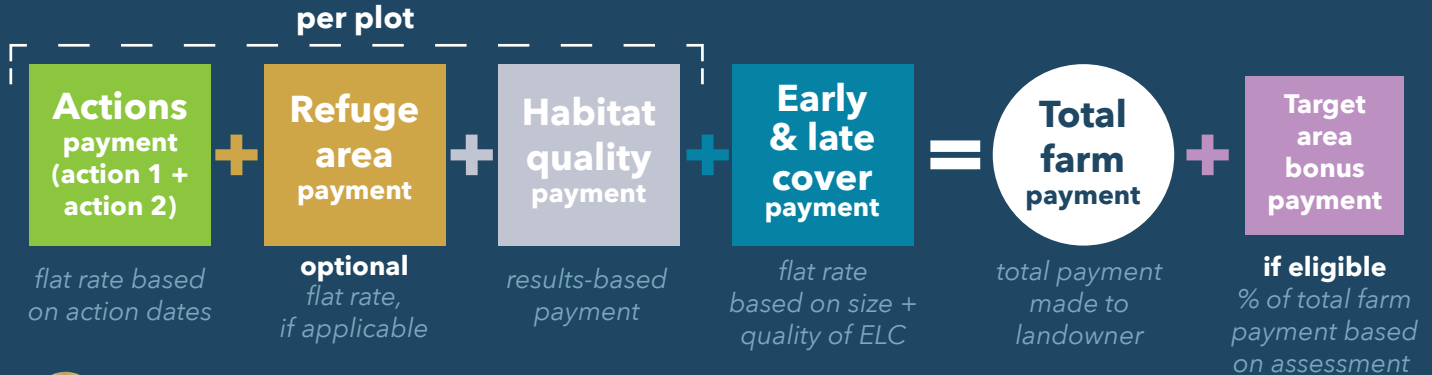 per plot
Actions
payment
(action 1 +
action 2)
flat rate based
on action dates
+
Refuge
area
payment
optional
flat rate,
if applicable
+
Habitat
quality
payment
results-based
payment
+
Early
& late
cover
payment
flat rate
based on size +
quality of ELC
=
Total
farm
payment
total payment
made to
landowner
+
Target
area
bonus
payment
if eligible
% of total farm
payment based
on assessment